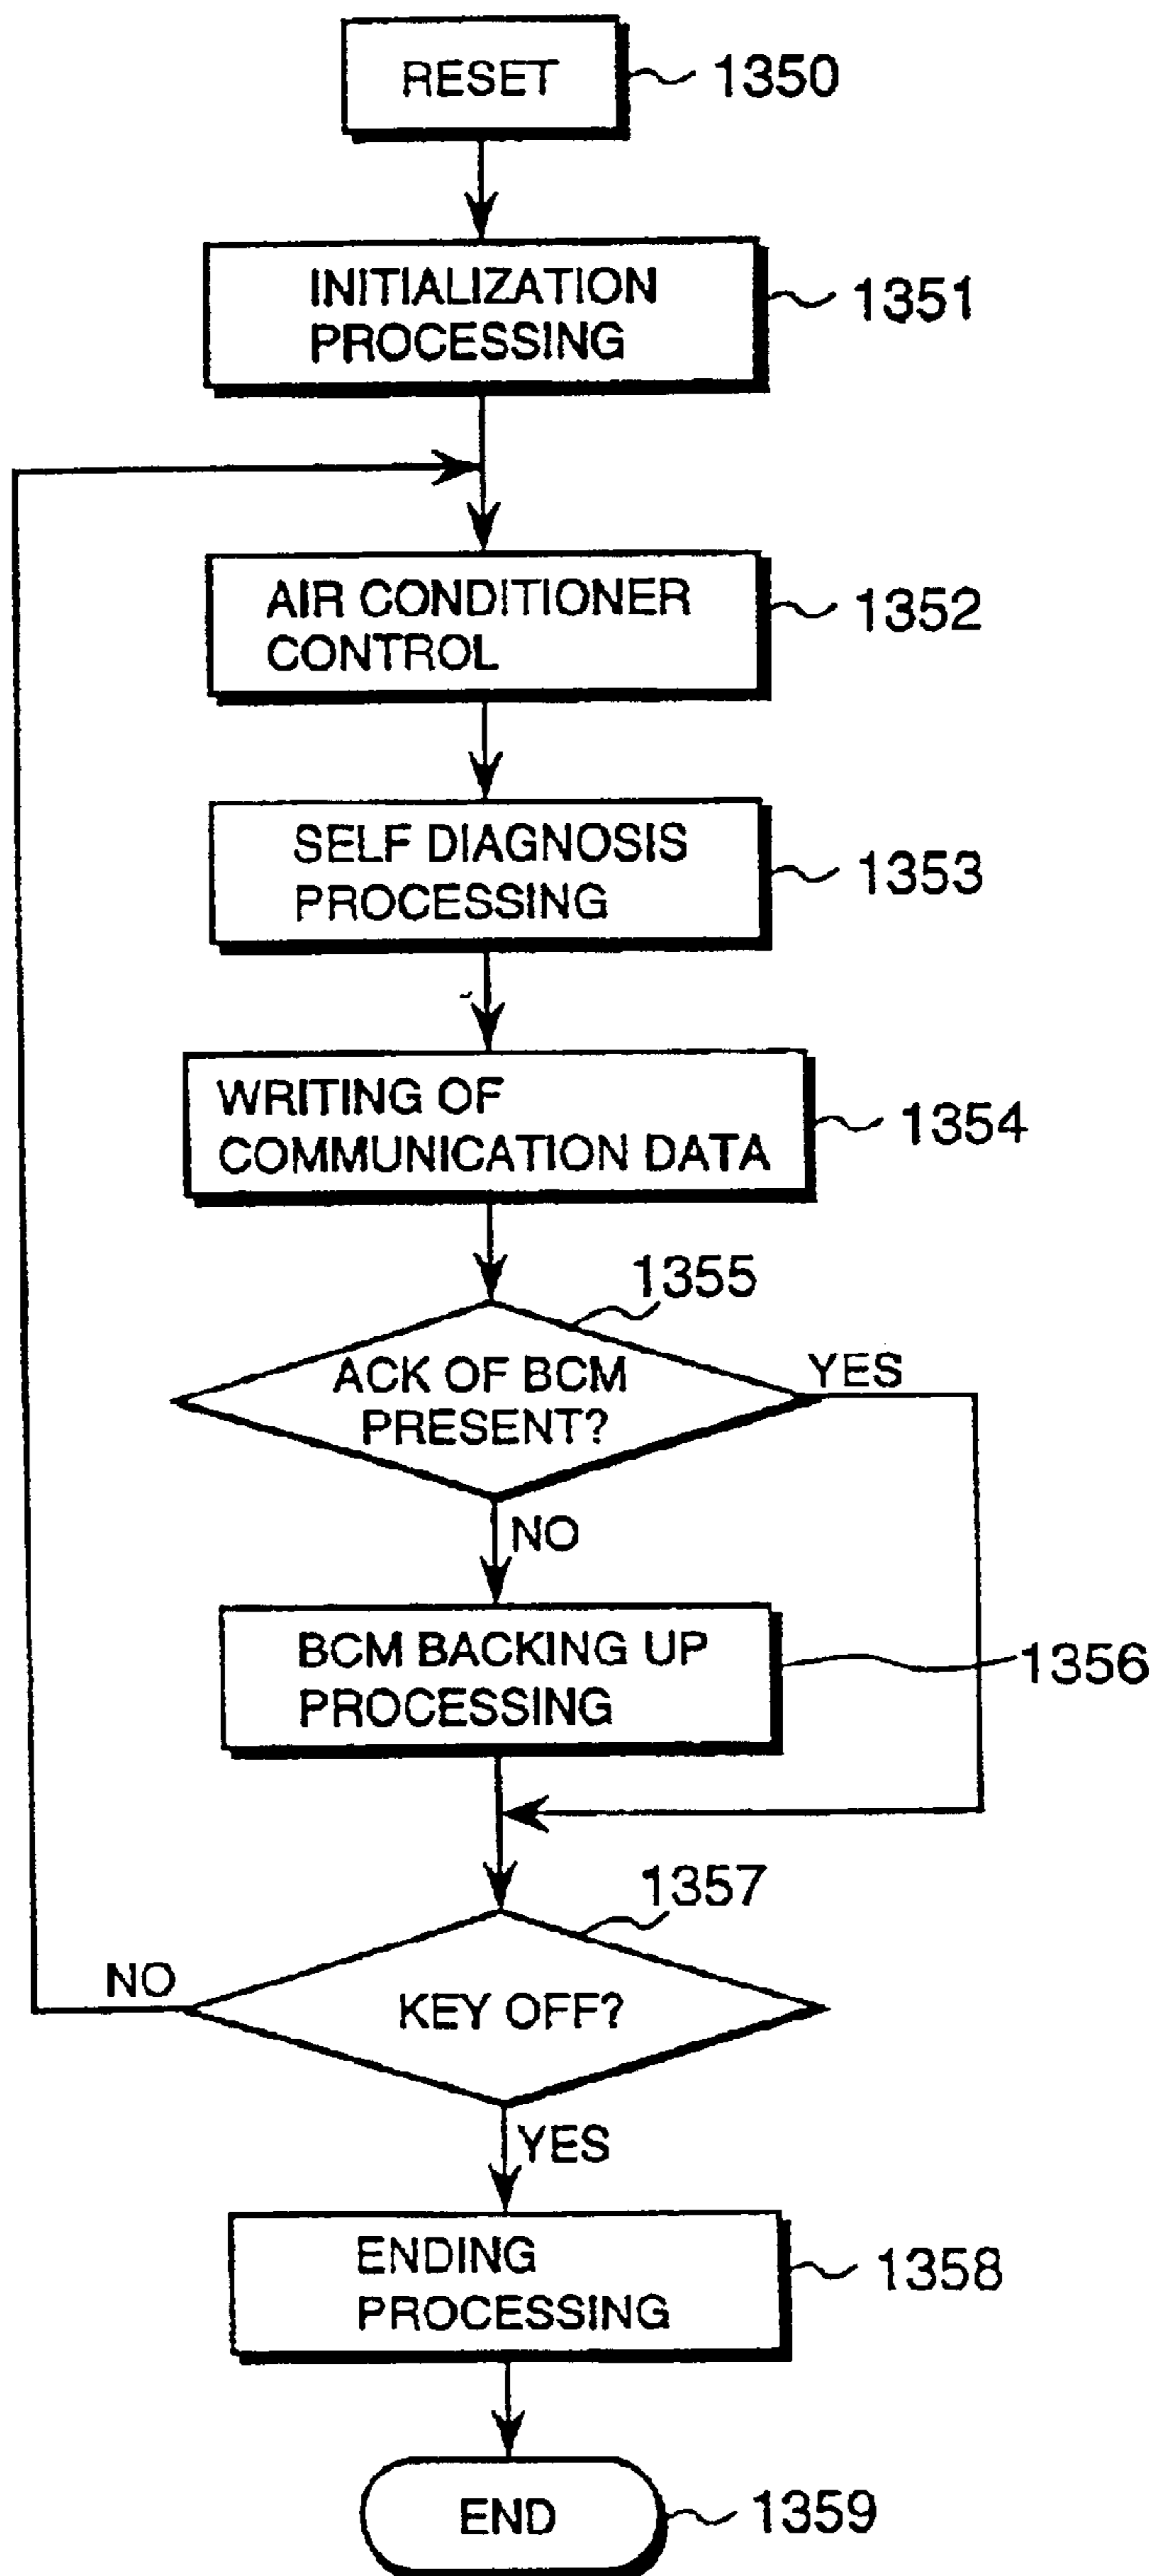 RESET
1350
INITIALIZATION
PROCESSING
1351
AIR CONDITIONER
CONTROL
1352
SELF DIAGNOSIS
PROCESSING
1353
WRITING OF
COMMUNICATION DATA
1354
1355
ACK OF BCM
PRESENT?
YES
NO
BCM BACKING UP
PROCESSING
1356
1357
KEY OFF?
NO
YES
ENDING
PROCESSING
1358
END
1359